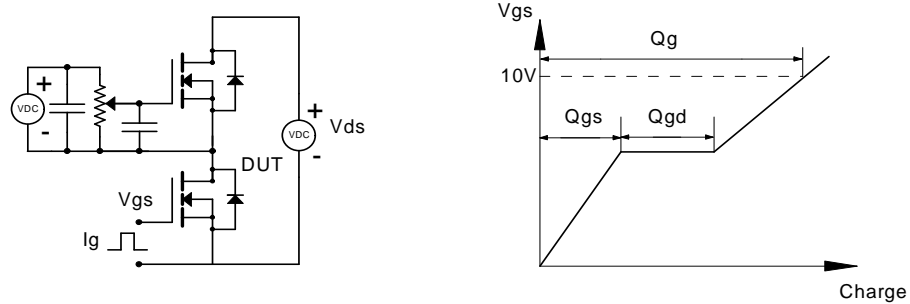 +
VDC
-
+
VDC
-
Vds
DUT
Vgs
Ig
Vgs
Qg
10V
Qgs
Qgd
Charge